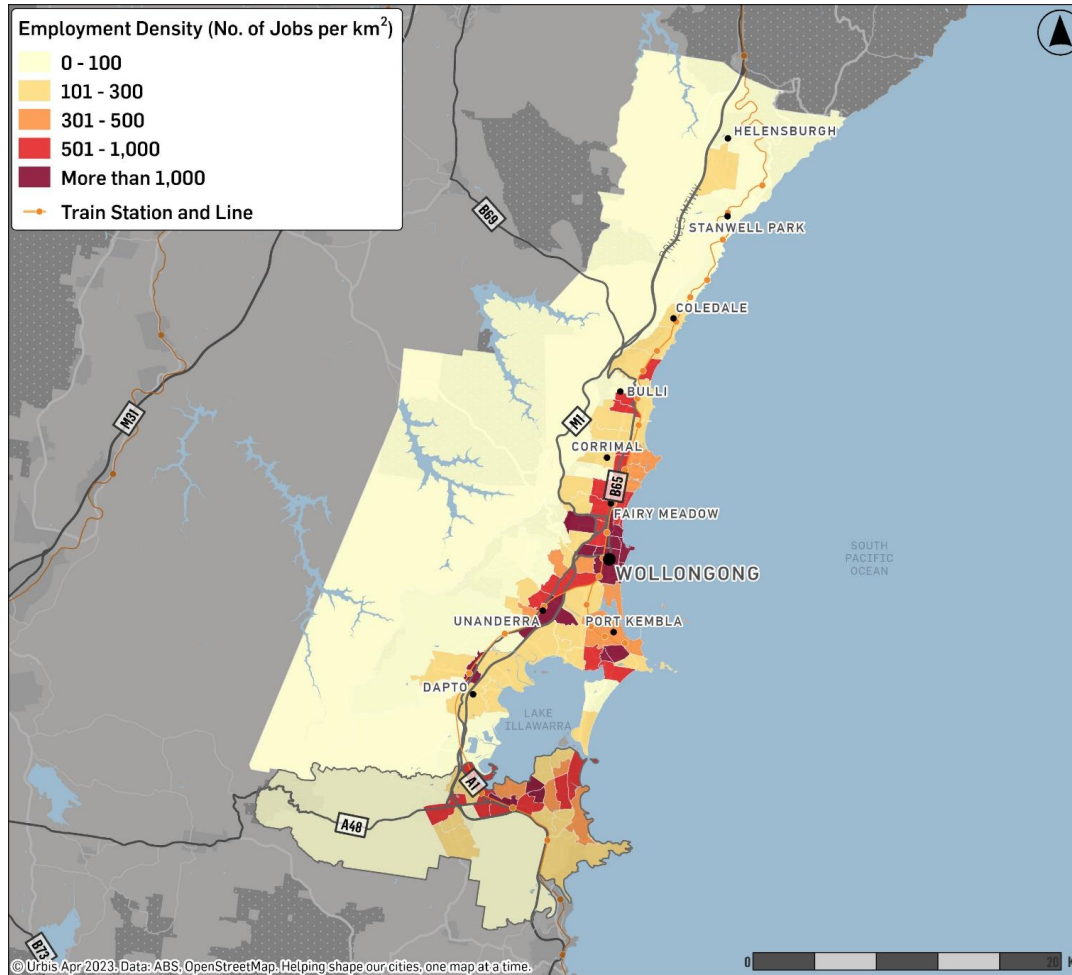 Employment Density (No. of Jobs per km²)
0 - 100
101 - 300
301 - 500
501 - 1,000
More than 1,000
Train Station and Line
HELENSBURGH
B69
PRINCES MWY
STANWELL PARK
COLEDALE
M31
BULLI
M1
CORRIMAL
B65
FAIRY MEADOW
SOUTH
PACIFIC
OCEAN
WOLLONGONG
UNANDERRA
PORT KEMBLA
DAPTO
LAKE
ILLAWARRA
A1
A48
B73
0
20 K
© Urbis Apr 2023. Data: ABS, OpenStreetMap. Helping shape our cities, one map at a time.